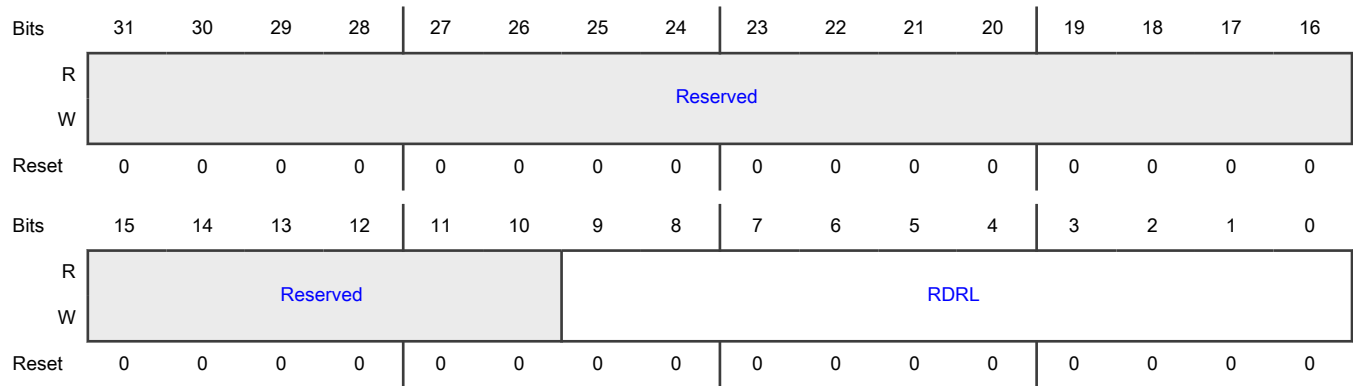 Bits 31 30 29 28 27 26 25 24 23 22 21 20 19 18 17 16
R
Reserved
W
Reset 0 0 0 0 0 0 0 0 0 0 0 0 0 0 0 0
Bits 15 14 13 12 11 10 9 8 7 6 5 4 3 2 1 0
R
Reserved RDRL
W
Reset 0 0 0 0 0 0 0 0 0 0 0 0 0 0 0 0